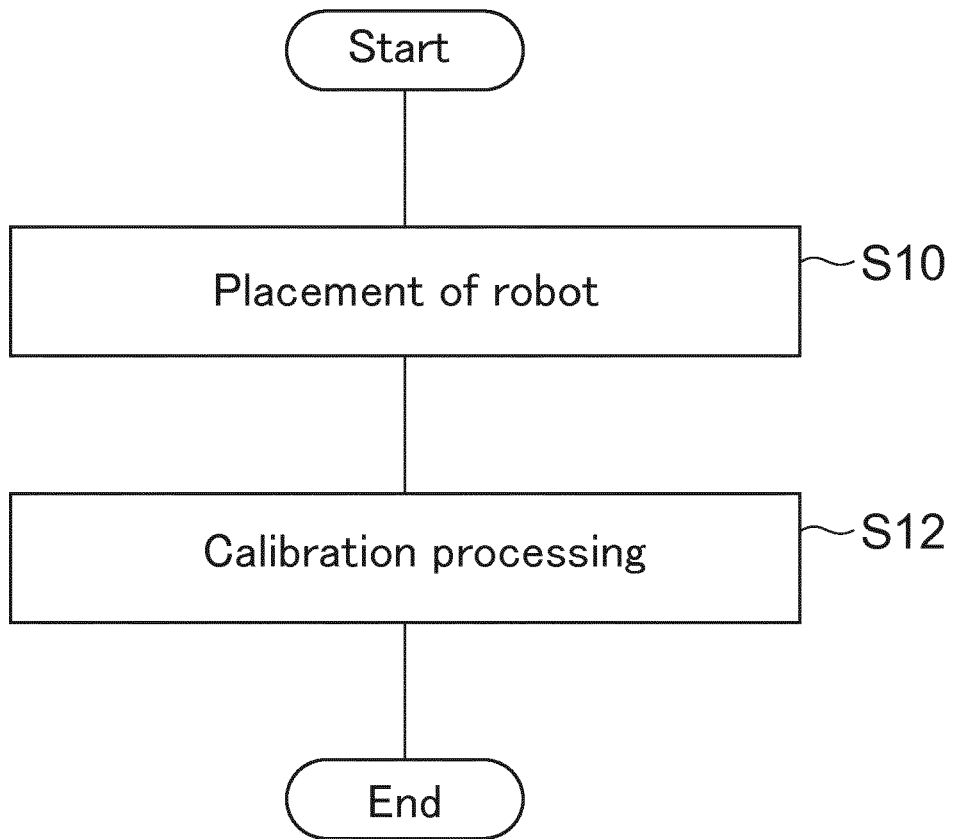 Start
Placement of robot
S10
Calibration processing
S12
End